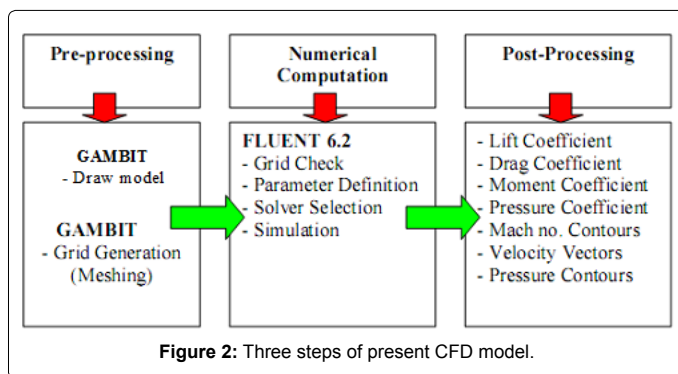 Pre-processing
Numerical
Computation
Post-Processing
GAMBIT
- Draw model
GAMBIT
- Grid Generation
(Meshing)
FLUENT 6.2
- Grid Check
- Parameter Definition
- Solver Selection
- Simulation
- Lift Coefficient
- Drag Coefficient
- Moment Coefficient
- Pressure Coefficient
- Mach no. Contours
- Velocity Vectors
- Pressure Contours
Figure 2: Three steps of present CFD model.